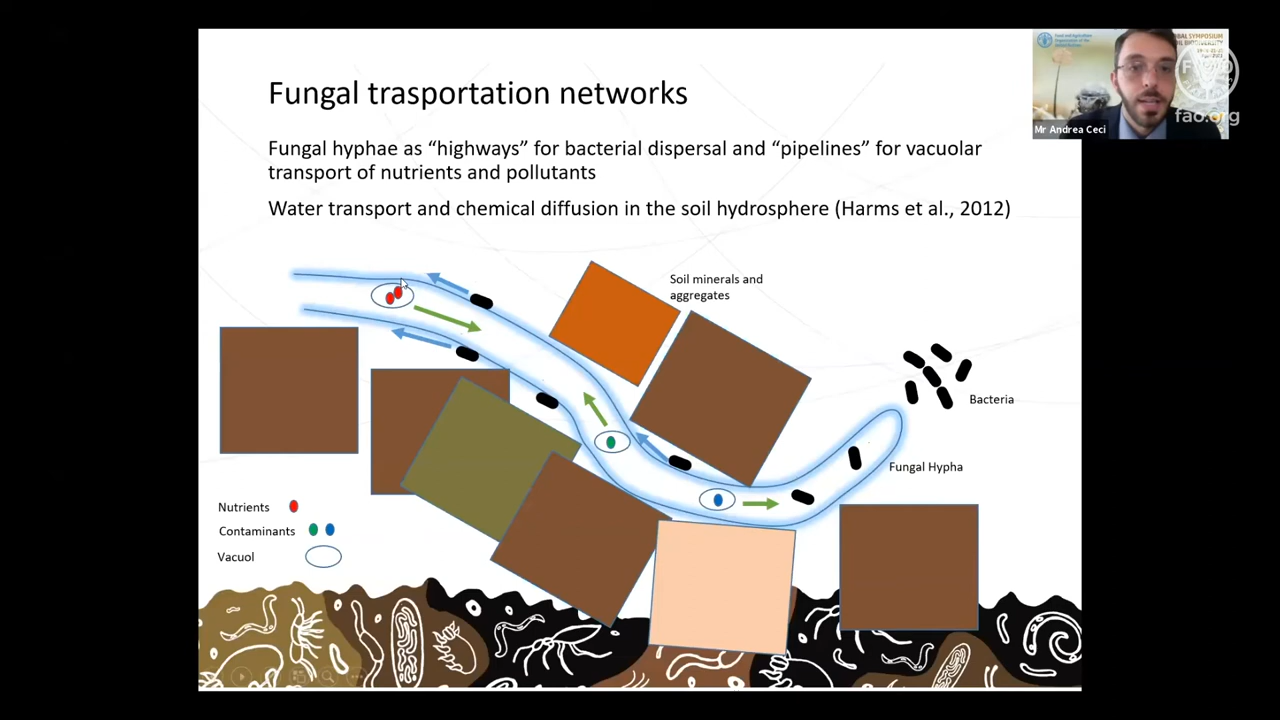 Fungal trasportation networks
Fungal hyphae as “highways” for bacterial dispersal and “pipelines” for vacuolar
transport of nutrients and pollutants
Water transport and chemical diffusion in the soil hydrosphere (Harms et al., 2012)
Soil minerals and
aggregates
Bacteria
Fungal Hypha
Nutrients
Contaminants
Vacuol
Mr Andrea Ceci
fao.org